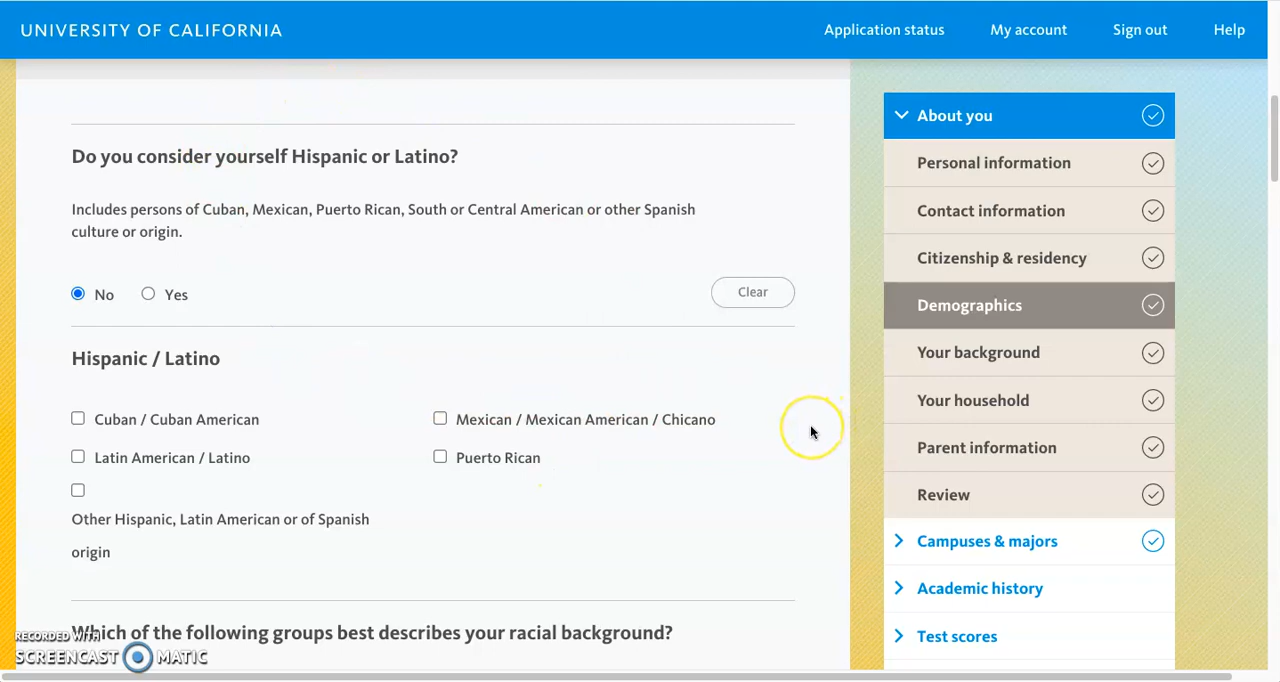 UNIVERSITY OF CALIFORNIA
Application status
My account
Sign out
Help
Do you consider yourself Hispanic or Latino?
Includes persons of Cuban, Mexican, Puerto Rican, South or Central American or other Spanish
culture or origin.
No
Yes
Clear
Hispanic / Latino
Cuban / Cuban American
Mexican / Mexican American / Chicano
Latin American / Latino
Puerto Rican
Other Hispanic, Latin American or of Spanish
origin
Which of the following groups best describes your racial background?
About you
Personal information
Contact information
Citizenship & residency
Demographics
Your background
Your household
Parent information
Review
Campuses & majors
Academic history
Test scores
RECORDED WITH
SCREENCAST MATIC